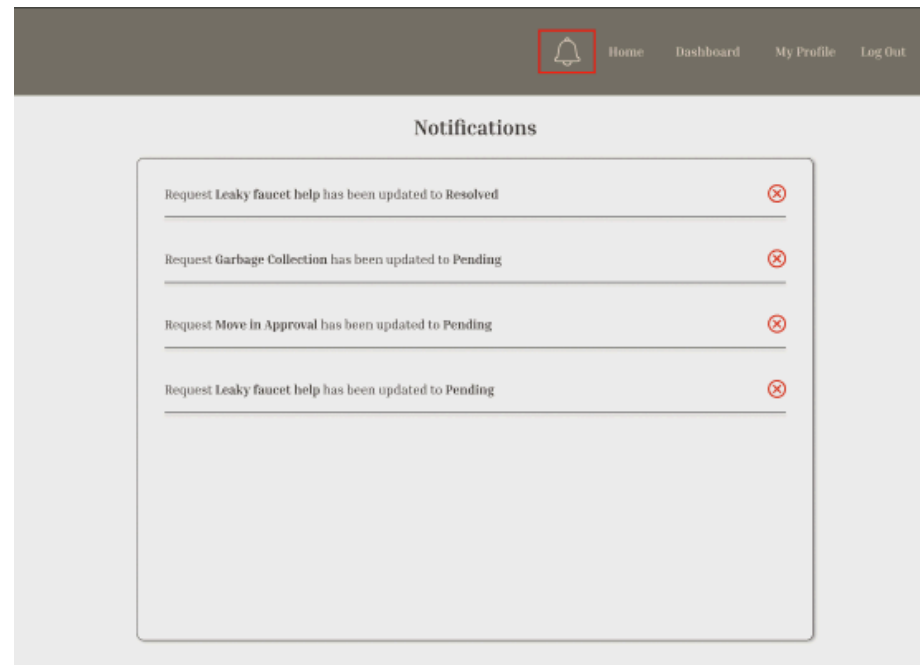 Home Dashboard My Profile Log Out
Notifications
Request Leaky faucet help has been updated to Resolved
Request Garbage Collection has been updated to Pending
Request Move in Approval has been updated to Pending
Request Leaky faucet help has been updated to Pending